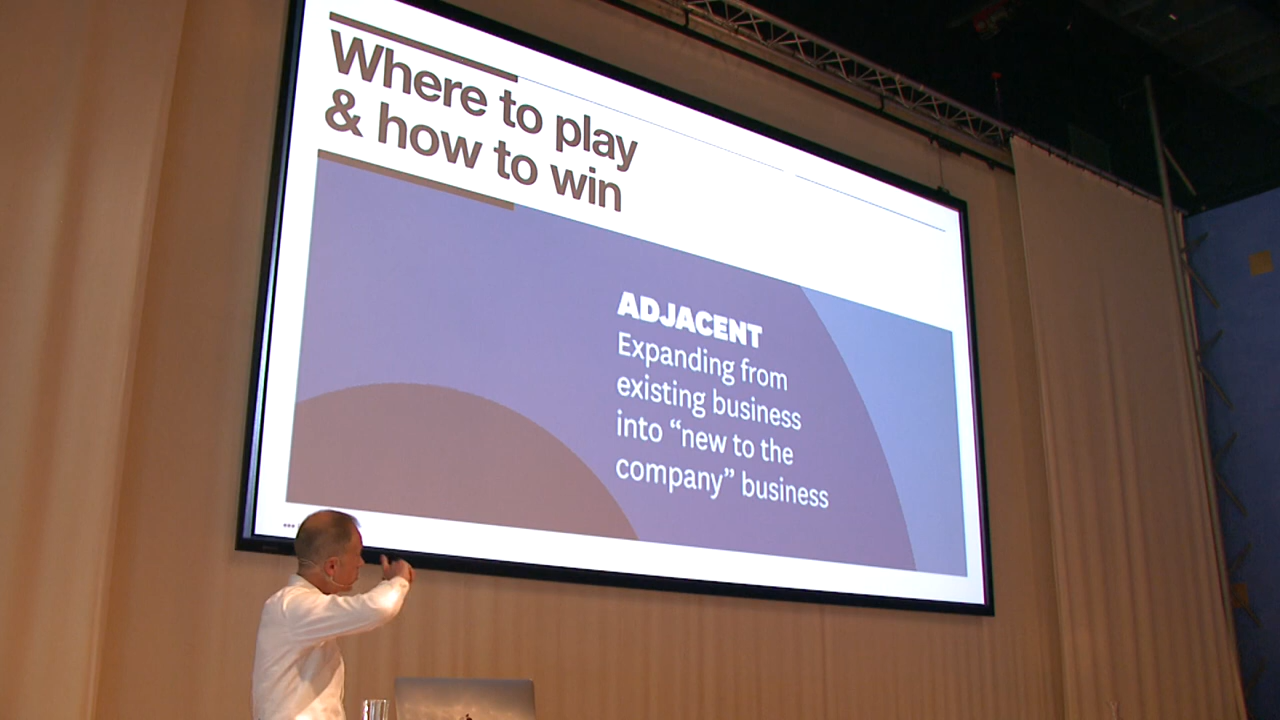 Where to play
& how to win
ADJACENT
Expanding from
existing business
into “new to the
company” business